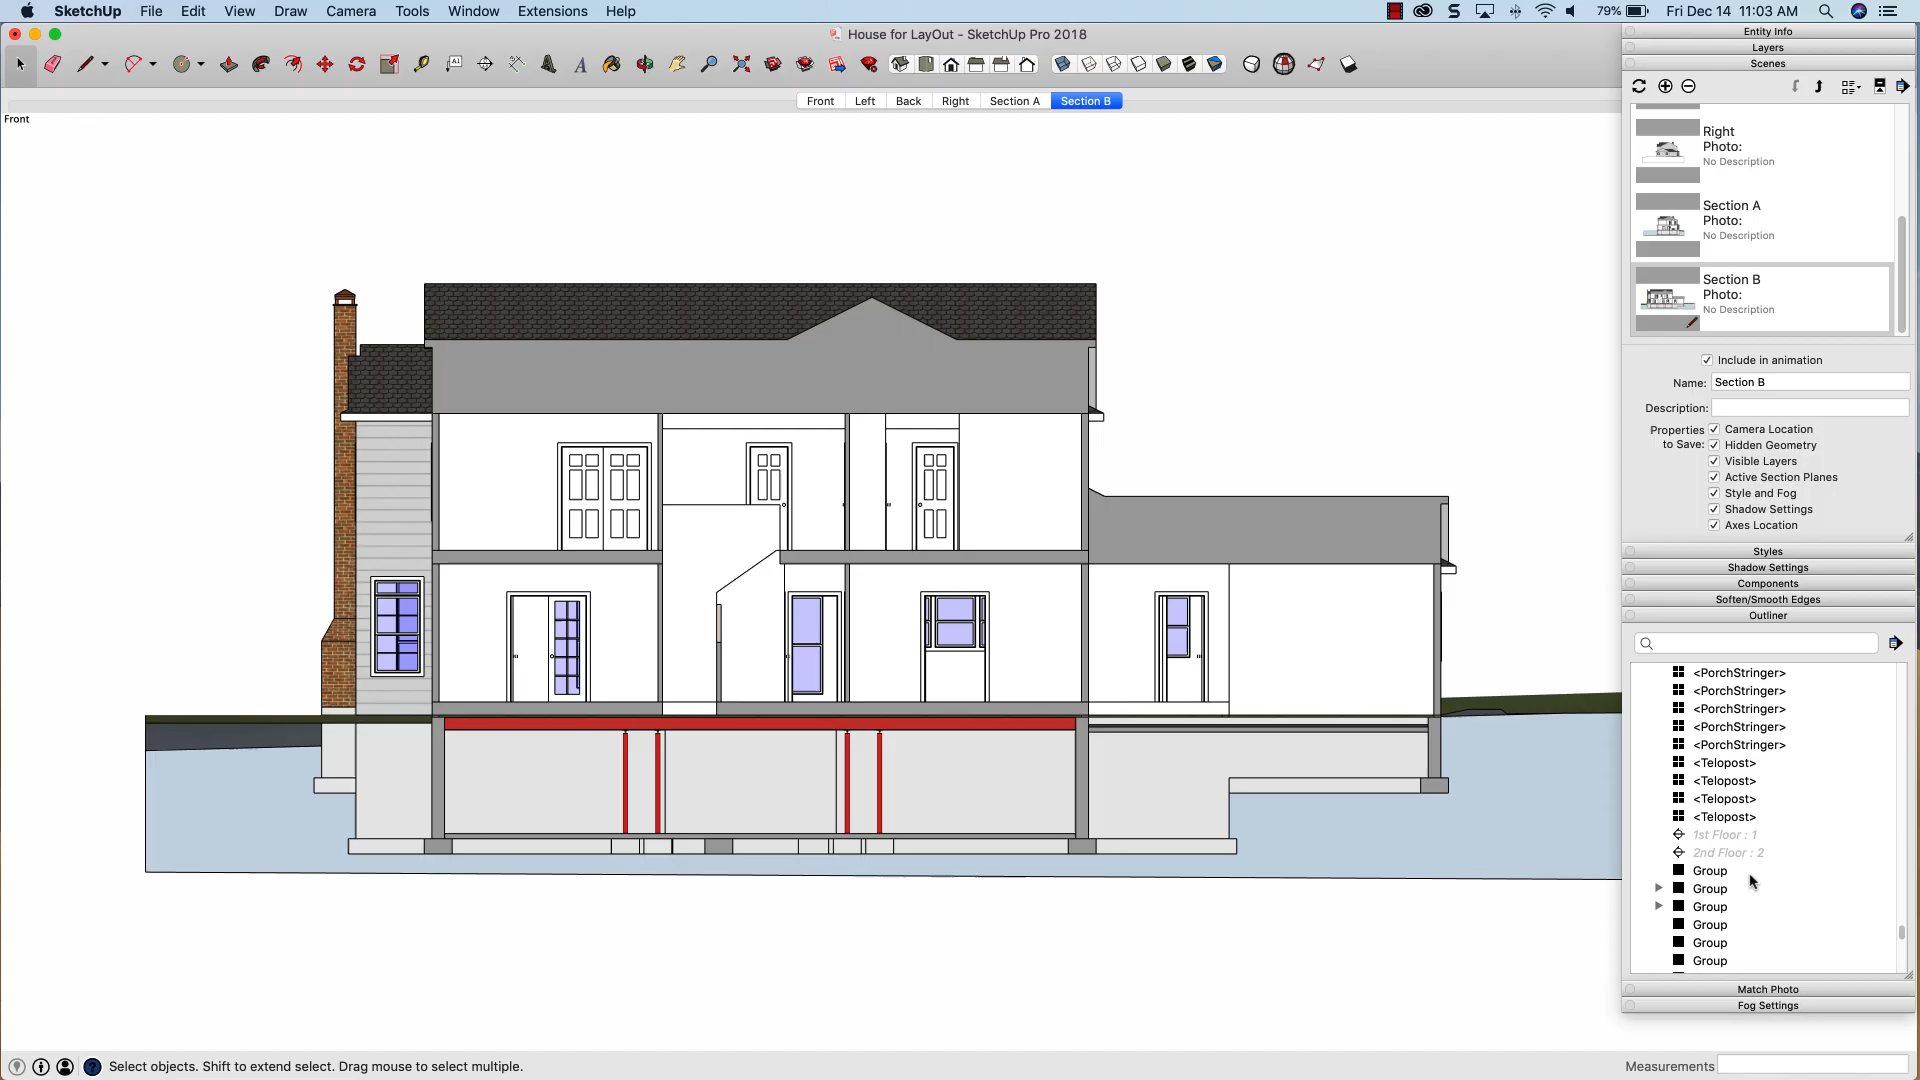 SketchUp File Edit View Draw Camera Tools Window Extensions Help
79% Fri Dec 14 11:03 AM
House for LayOut - SketchUp Pro 2018
Front Left Back Right Section A Section B
Front
Entity Info
Layers
Scenes
Right
Photo:
No Description
Section A
Photo:
No Description
Section B
Photo:
No Description
Include in animation
Name: Section B
Description:
Properties to Save:
Camera Location
Hidden Geometry
Visible Layers
Active Section Planes
Style and Fog
Shadow Settings
Axes Location
Styles
Shadow Settings
Components
Soften/Smooth Edges
Outliner
<PorchStringer>
<PorchStringer>
<PorchStringer>
<PorchStringer>
<PorchStringer>
<Telopost>
<Telopost>
<Telopost>
<Telopost>
1st Floor : 1
2nd Floor : 2
Group
Group
Group
Group
Group
Group
Match Photo
Fog Settings
Select objects. Shift to extend select. Drag mouse to select multiple.
Measurements